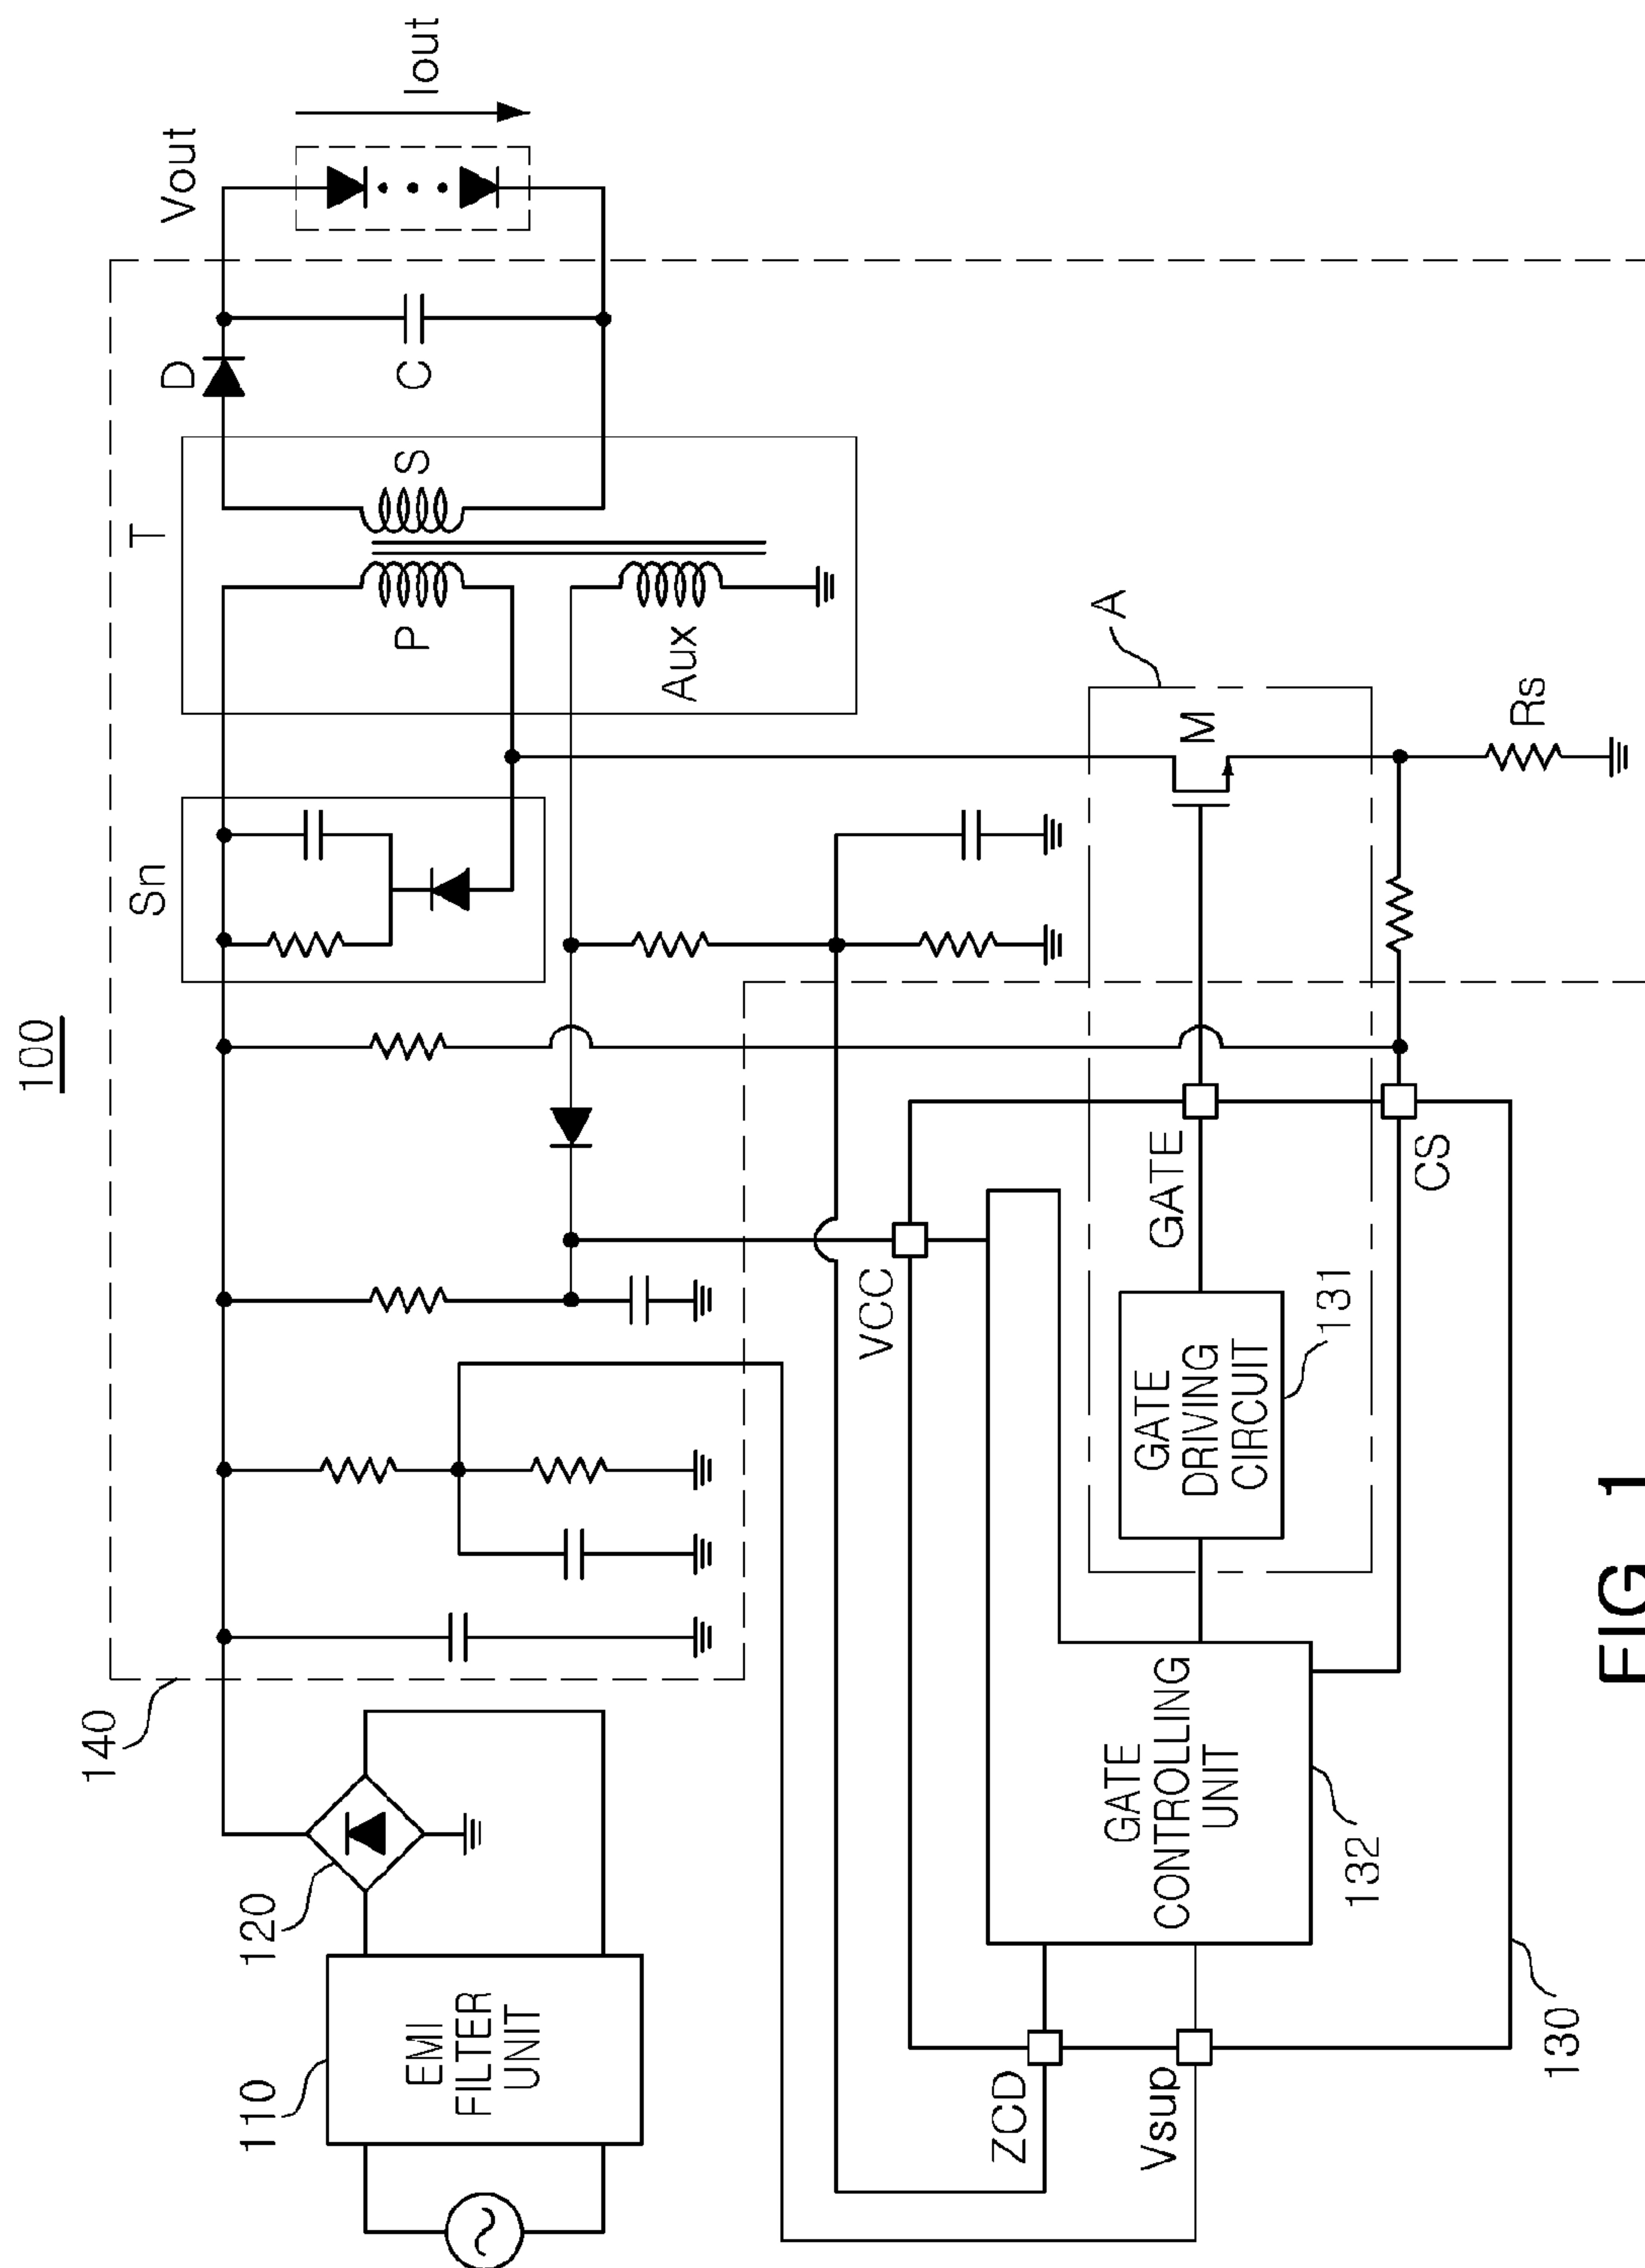 100
140
T
Vout
Iout
Sn
D
120
110
P
S
C
EMI
FILTER
UNIT
Aux
VCC
A
ZCD
GATE
CONTROLLING
UNIT
GATE
DRIVING
CIRCUIT
GATE
M
Vsup
131
132
CS
Rs
130
FIG. 1